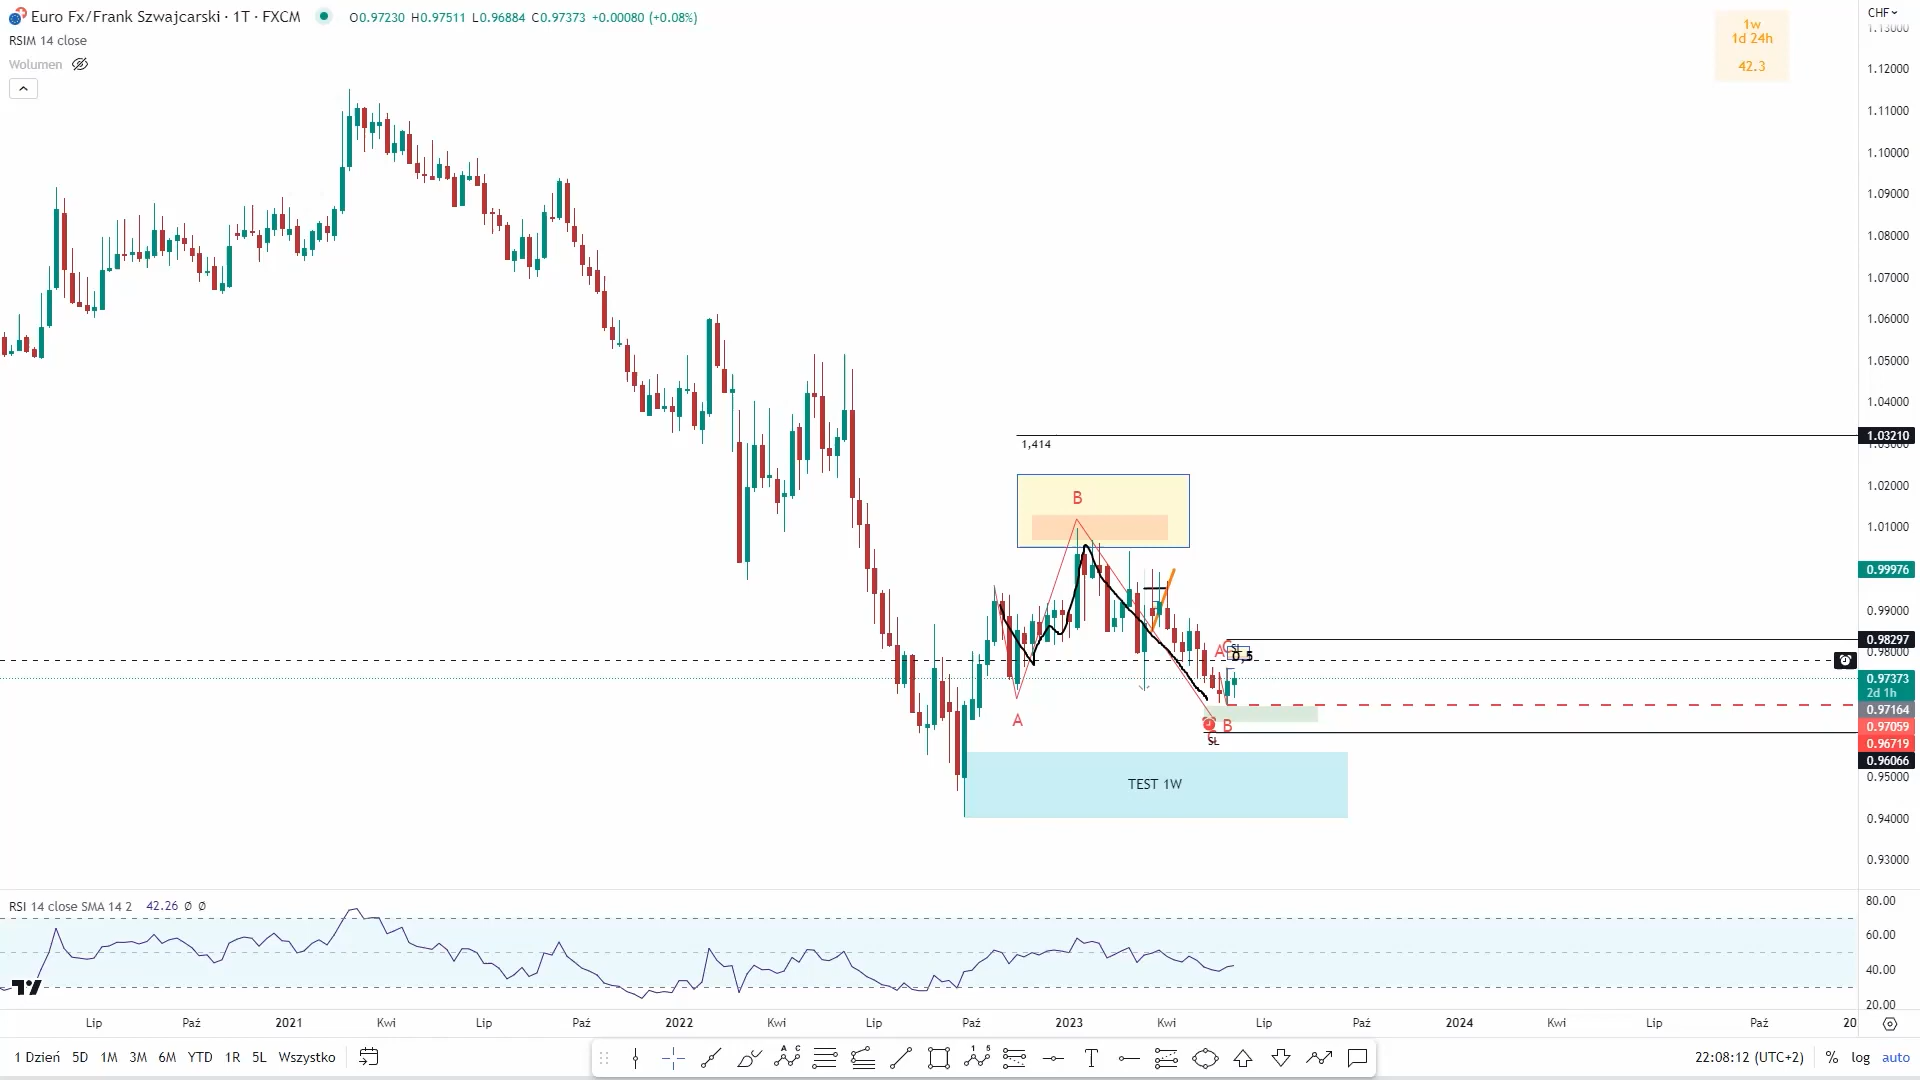 Euro Fx/Frank Szwajcarski · 1T · FXCM O0.97230 H0.97511 L0.96884 C0.97373 +0.00080 (+0.08%)
RSIM 14 close
Wolumen
1w
1d 24h
42.3
CHF
1.13000
1.12000
1.11000
1.10000
1.09000
1.08000
1.07000
1.06000
1.05000
1.04000
1.03210
1.03000
1.02000
1.01000
0.99976
0.99000
0.98297
0.98000
0.97373
2d 1h
0.97164
0.97059
0.96719
0.96066
0.95000
0.94000
0.93000
1,414
B
A
A
C
SL
0,5
B
C
SL
TEST 1W
RSI 14 close SMA 14 2 42.26 Ø Ø
80.00
60.00
40.00
20.00
Lip Paź 2021 Kwi Lip Paź 2022 Kwi Lip Paź 2023 Kwi Lip Paź 2024 Kwi Lip Paź 20
1 Dzień 5D 1M 3M 6M YTD 1R 5L Wszystko
22:08:12 (UTC+2) % log auto